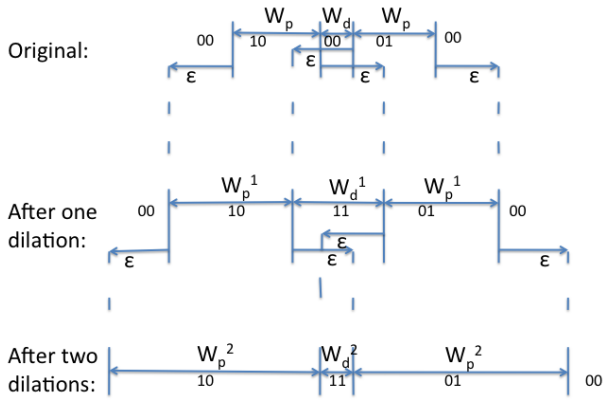 W_p W_d W_p
Original: 00 10 00 01 00
ε ε ε ε
W_p^1 W_d^1 W_p^1
After one dilation: 00 10 11 01 00
ε ε ε ε
W_p^2 W_d^2 W_p^2
After two dilations: 10 11 01 00